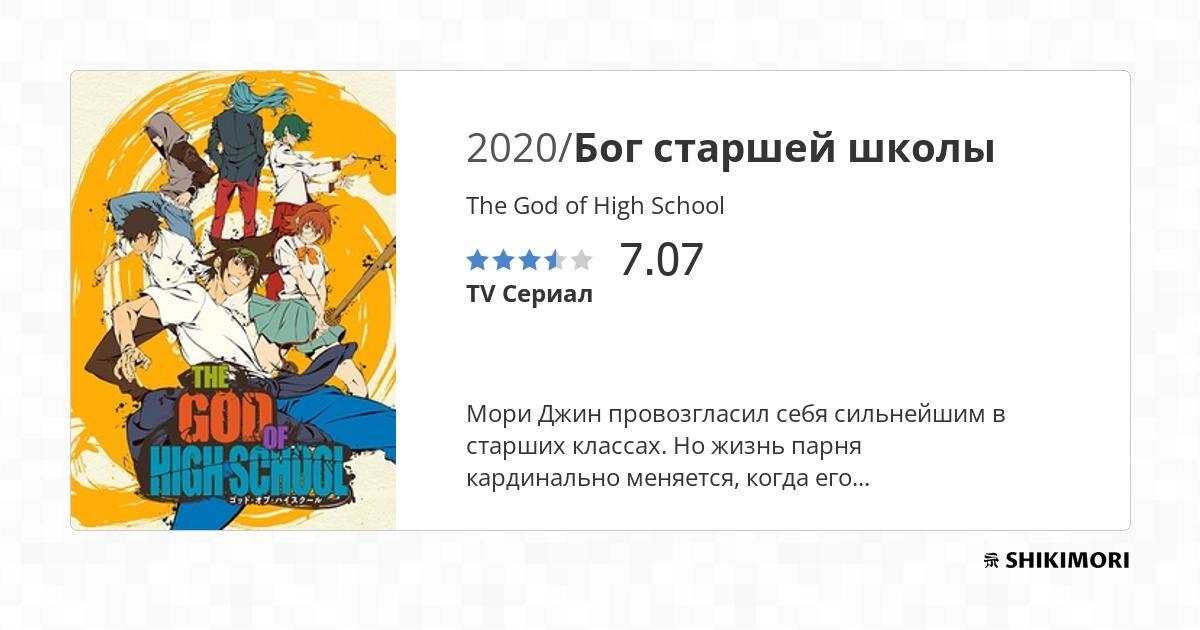 THE
GOD
OF
HIGH SCHOOL
ゴッド・オブ・ハイスクール
2020/Бог старшей школы
The God of High School
7.07
TV Сериал
Мори Джин провозгласил себя сильнейшим в
старших классах. Но жизнь парня
кардинально меняется, когда его...
SHIKIMORI